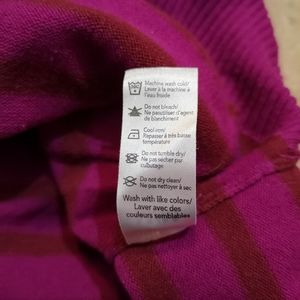 Machine wash cold/
Laver à la machine à
l'eau froide
Do not bleach/
Ne pas utiliser d'agent
de blanchiment
Cool iron/
Repasser à très basse
température
Do not tumble dry/
Ne pas sécher par
culbutage
Do not dry clean/
Ne pas nettoyer à sec
Wash with like colors/
Laver avec des
couleurs semblables